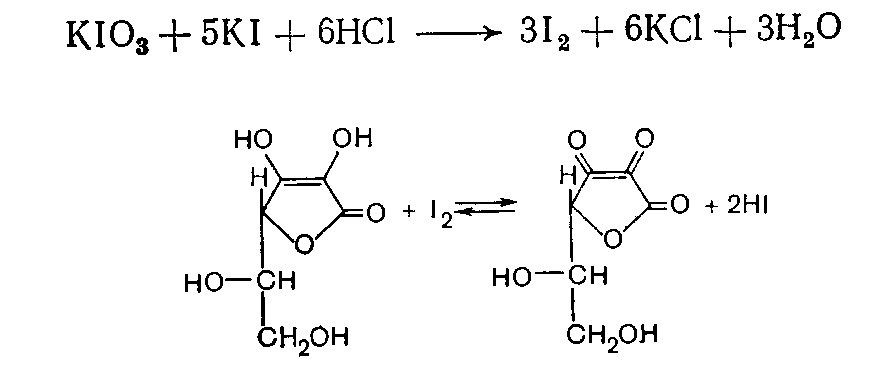 KIO₃ + 5KI + 6HCl ⟶ 3I₂ + 6KCl + 3H₂O
HO OH O O
H H
O + I₂ ⇌ O + 2HI
O O
HO—CH HO—CH
CH₂OH CH₂OH